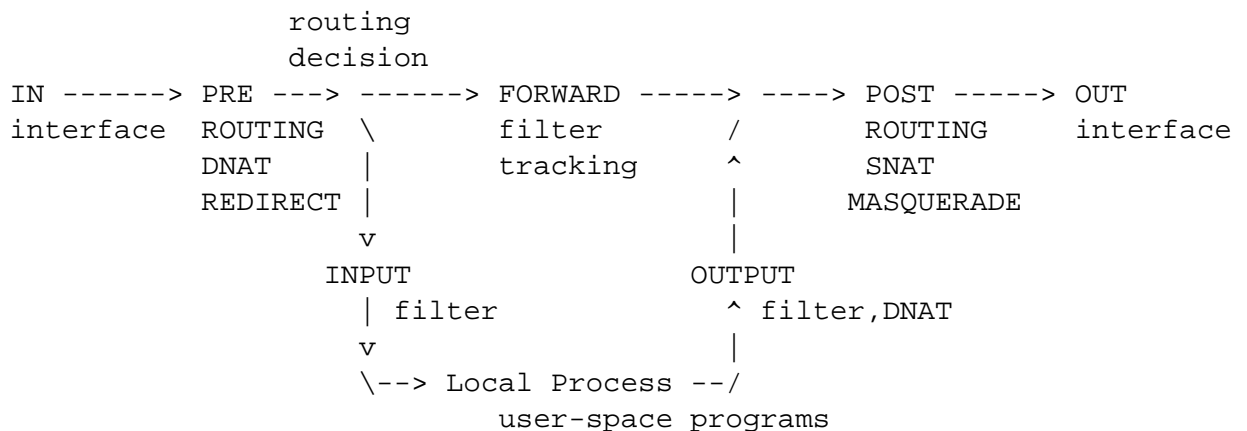 routing
decision
IN ------> PRE ---> ------> FORWARD -----> ----> POST -----> OUT
interface ROUTING \ filter / ROUTING interface
DNAT | tracking ^ SNAT
REDIRECT | | MASQUERADE
v |
INPUT OUTPUT
| filter ^ filter,DNAT
v |
\--> Local Process --/
user-space programs